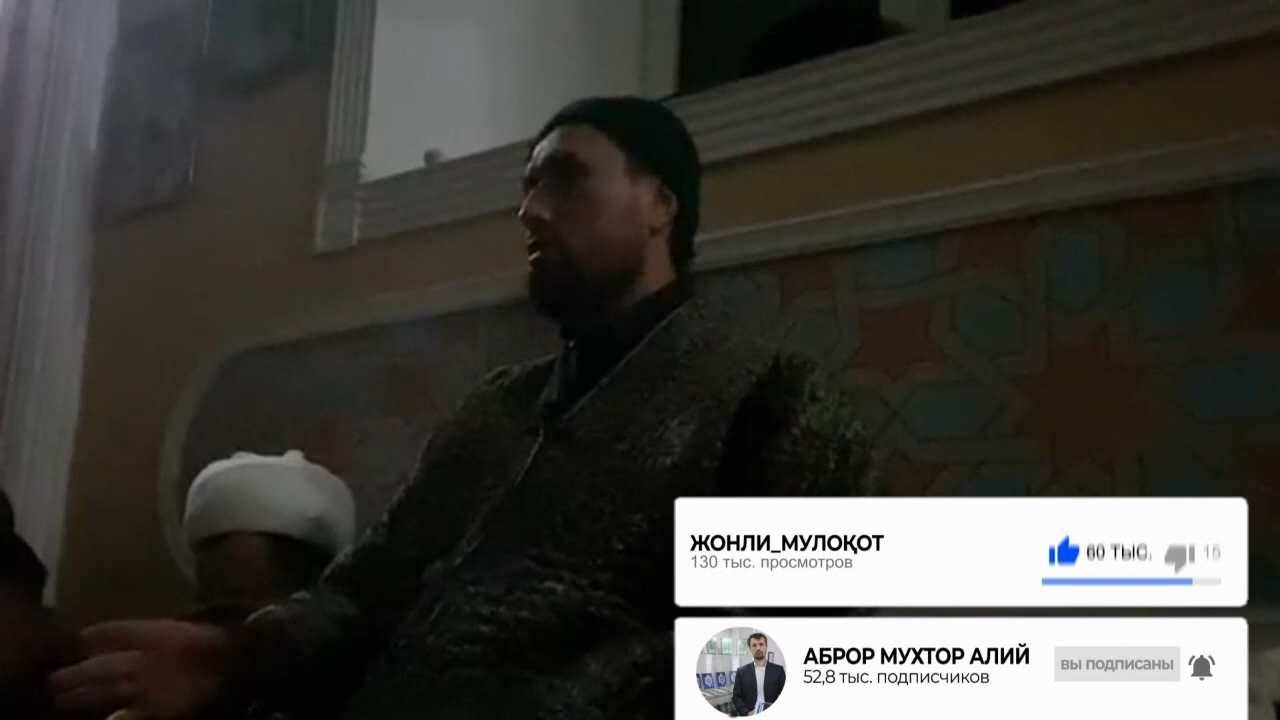 ЖОНЛИ_МУЛОҚОТ
130 тыс. просмотров
60 ТЫС. 15
АБРОР МУХТОР АЛИЙ
52,8 тыс. подписчиков
вы подписаны